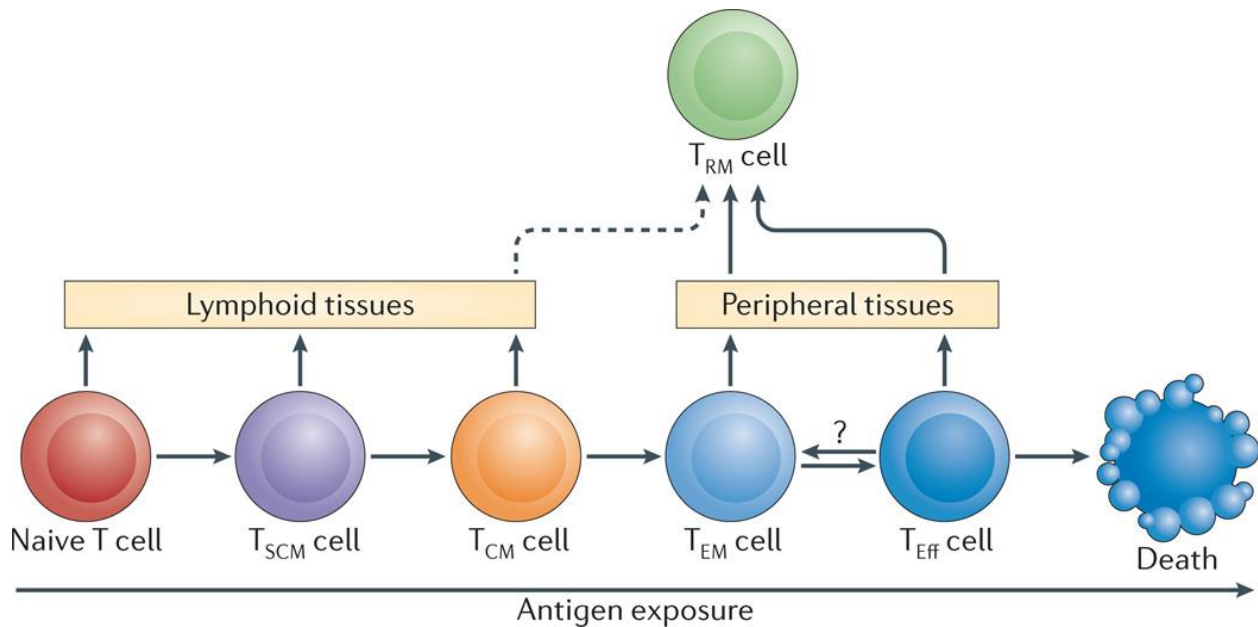 T_RM cell
Lymphoid tissues
Peripheral tissues
?
Naive T cell
T_SCM cell
T_CM cell
T_EM cell
T_Eff cell
Death
Antigen exposure